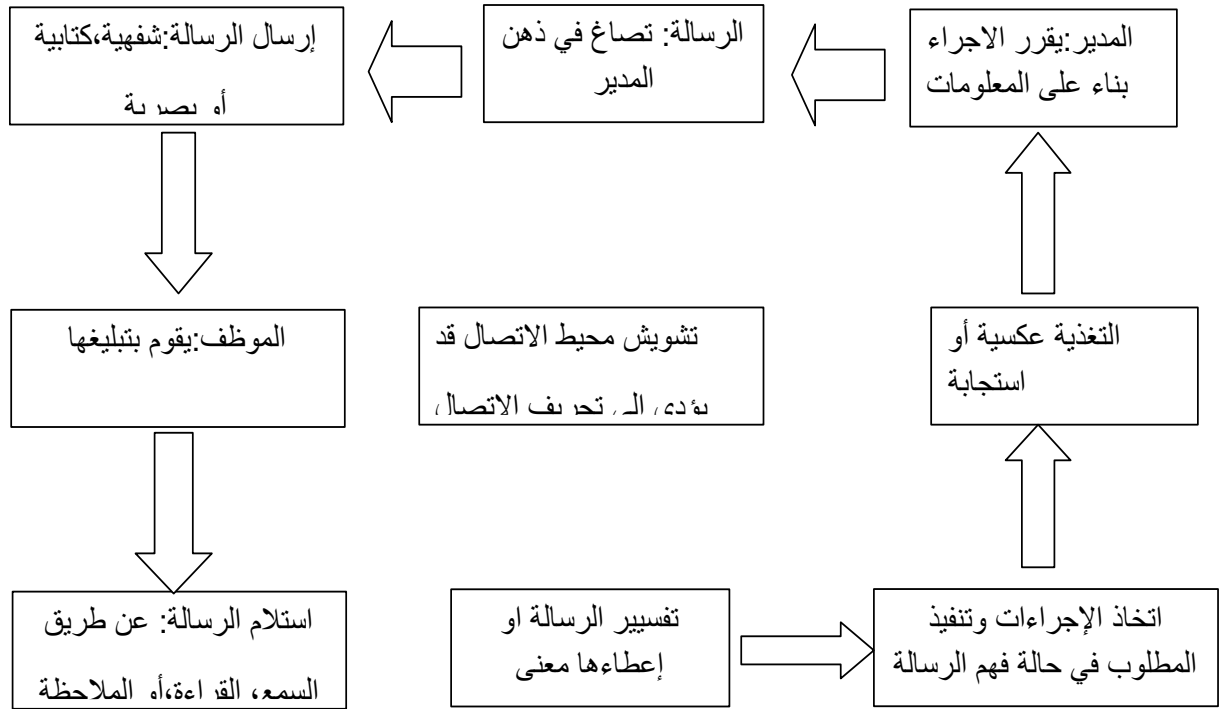 المدير:يقرر الاجراء
بناء على المعلومات
الرسالة: تصاغ في ذهن
المدير
إرسال الرسالة:شفهية،كتابية
أو بصرية
الموظف:يقوم بتبليغها
تشويش محيط الاتصال قد
يؤدي الى تحريف الاتصال
التغذية عكسية أو
استجابة
استلام الرسالة: عن طريق
السمع، القراءة،أو الملاحظة
تفسيير الرسالة او
إعطاءها معنى
اتخاذ الإجراءات وتنفيذ
المطلوب في حالة فهم الرسالة